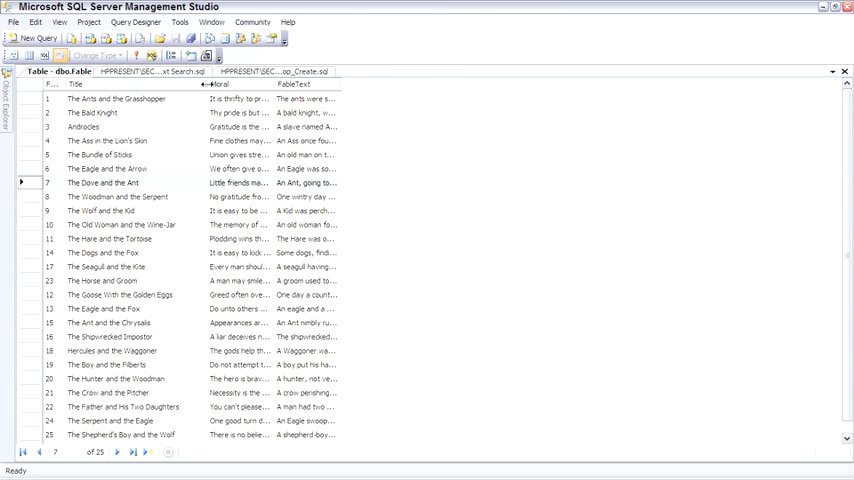 Microsoft SQL Server Management Studio
File Edit View Project Query Designer Tools Window Community Help
New Query
Change Type
Table - dbo.Fable HPPRESENT\SEC...xt Search.sql HPPRESENT\SEC...op_Create.sql
Object Explorer
F... Title Moral FableText
1 The Ants and the Grasshopper It is thrifty to pr... The ants were s...
2 The Bald Knight Thy pride is but ... A bald knight, w...
3 Androcles Gratitude is the ... A slave named A...
4 The Ass in the Lion's Skin Fine clothes may... An Ass once fou...
5 The Bundle of Sticks Union gives stre... An old man on t...
6 The Eagle and the Arrow We often give o... An Eagle was so...
7 The Dove and the Ant Little friends ma... An Ant, going to...
8 The Woodman and the Serpent No gratitude fro... One wintry day ...
9 The Wolf and the Kid It is easy to be ... A Kid was perch...
10 The Old Woman and the Wine-Jar The memory of ... An old woman fo...
11 The Hare and the Tortoise Plodding wins th... The Hare was o...
14 The Dogs and the Fox It is easy to kick ... Some dogs, findi...
17 The Seagull and the Kite Every man shoul... A seagull having...
23 The Horse and Groom A man may smile... A groom used to...
12 The Goose With the Golden Eggs Greed often ove... One day a count...
13 The Eagle and the Fox Do unto others ... An eagle and a ...
15 The Ant and the Chrysalis Appearances ar... An Ant nimbly ru...
16 The Shipwrecked Impostor A liar deceives n... The shipwrecked...
18 Hercules and the Waggoner The gods help th... A Waggoner wa...
19 The Boy and the Filberts Do not attempt t... A boy put his ha...
20 The Hunter and the Woodman The hero is brav... A hunter, not ve...
21 The Crow and the Pitcher Necessity is the ... A crow perishing...
22 The Father and His Two Daughters You can't please... A man had two ...
24 The Serpent and the Eagle One good turn d... An Eagle swoop...
25 The Shepherd's Boy and the Wolf There is no belie... A shepherd-boy...
7 of 25
Ready